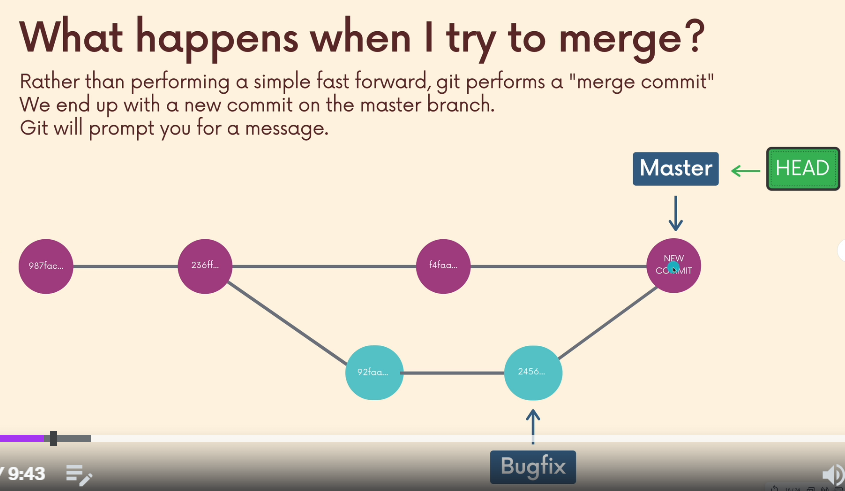 What happens when I try to merge?
Rather than performing a simple fast forward, git performs a "merge commit"
We end up with a new commit on the master branch.
Git will prompt you for a message.
Master
HEAD
987fac...
236ff...
f4faa...
NEW
COMMIT
92faa...
2456...
Bugfix
/ 9:43